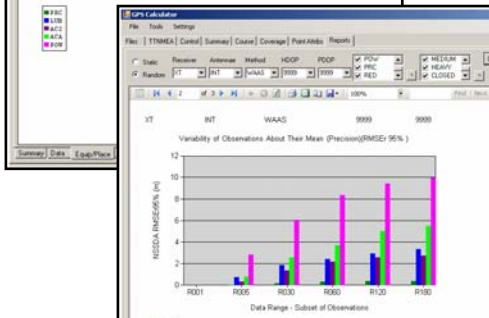 PRC
LUB
AC2
ACA
POW
Summary Data Equip/Place
GPS Calculator
File Tools Settings
Files TTNMEA Control Summary Course Coverage Point Attribs Reports
Receiver Antennae Method HDOP PDOP
Static
Random XT INT WAAS 9999 9999
POW
PRC
RED
MEDIUM
HEAVY
CLOSED
2 of 3 100% Find Next
XT INT WAAS 9999 9999
Variability of Observations About Their Mean (Precision)(RMSEr 95% )
NSSDA RMSEr95% (m)
12
10
8
6
4
2
0
R001 R005 R030 R060 R120 R180
Data Range - Subset of Observations